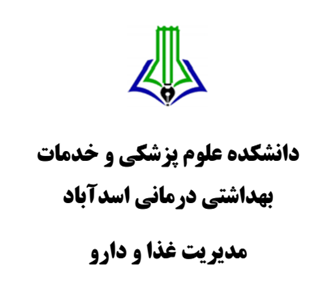 دانشکده علوم پزشکی و خدمات
بهداشتی درمانی اسدآباد
مدیریت غذا و دارو